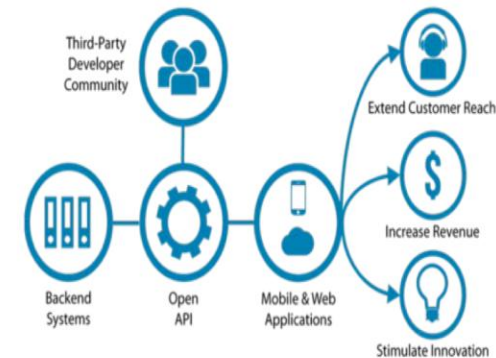 Third-Party
Developer
Community
Extend Customer Reach
$
Increase Revenue
Backend
Systems
Open
API
Mobile & Web
Applications
Stimulate Innovation